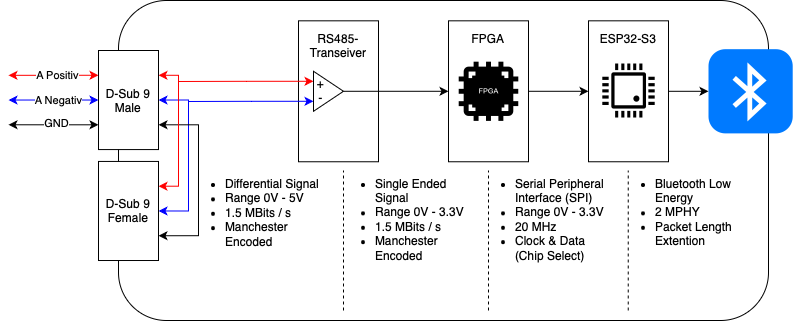 RS485-
Transeiver
FPGA
ESP32-S3
A Positiv
A Negativ
GND
D-Sub 9
Male
D-Sub 9
Female
+
-
FPGA
• Differential Signal
• Range 0V - 5V
• 1.5 MBits / s
• Manchester
Encoded
• Single Ended
Signal
• Range 0V - 3.3V
• 1.5 MBits / s
• Manchester
Encoded
• Serial Peripheral
Interface (SPI)
• Range 0V - 3.3V
• 20 MHz
• Clock & Data
(Chip Select)
• Bluetooth Low
Energy
• 2 MPHY
• Packet Length
Extention